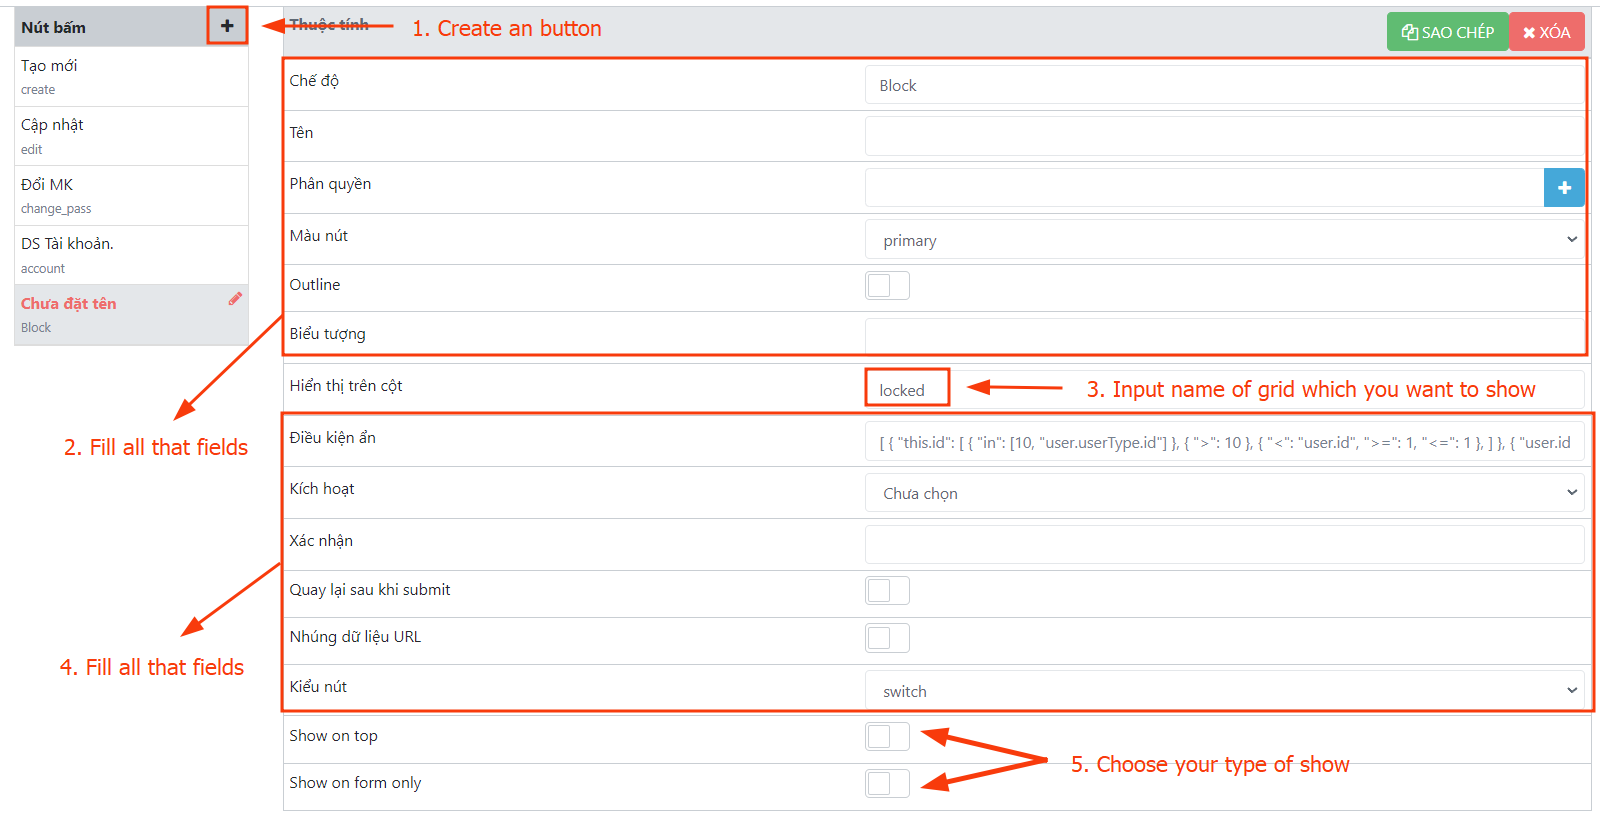 Nút bấm
1. Create an button
Thuộc tính
SAO CHÉP
XÓA
Tạo mới
create
Cập nhật
edit
Đổi MK
change_pass
DS Tài khoản.
account
Chưa đặt tên
Block
2. Fill all that fields
4. Fill all that fields
Chế độ
Block
Tên
Phân quyền
Màu nút
primary
Outline
Biểu tượng
Hiển thị trên cột
locked
3. Input name of grid which you want to show
Điều kiện ẩn
[ { "this.id": [ { "in": [10, "user.userType.id"] }, { ">": 10 }, { "<": "user.id", ">=": 1, "<=": 1 }, ] }, { "user.id
Kích hoạt
Chưa chọn
Xác nhận
Quay lại sau khi submit
Nhúng dữ liệu URL
Kiểu nút
switch
Show on top
5. Choose your type of show
Show on form only